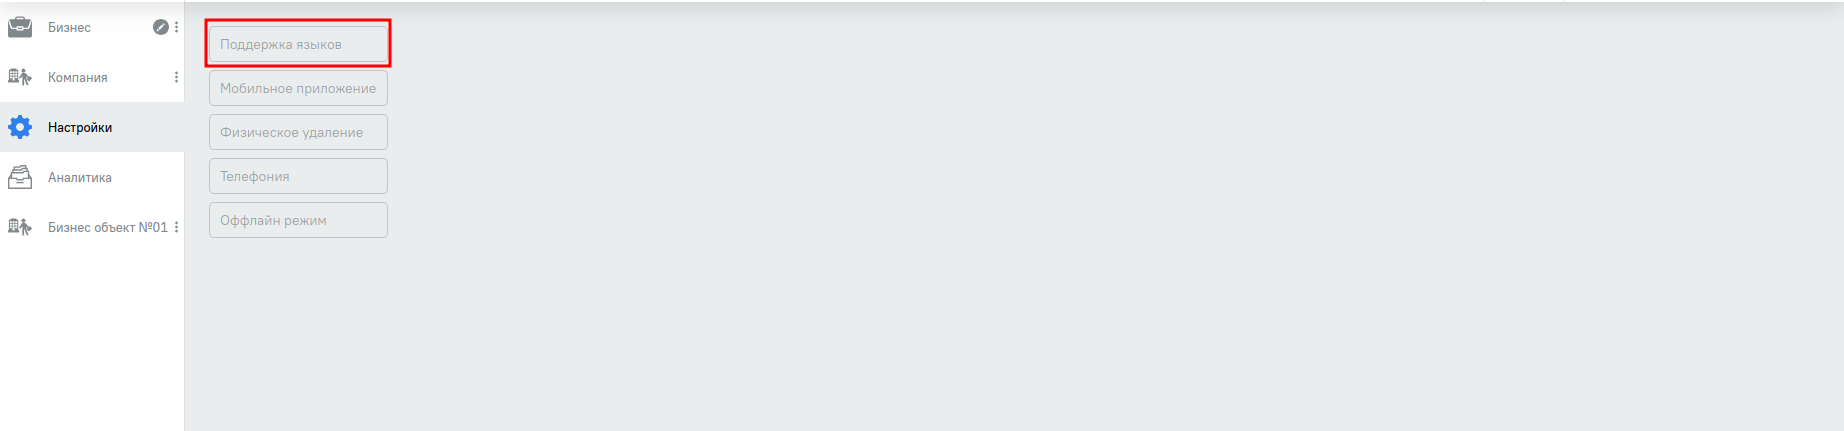 Бизнес
Компания
Настройки
Аналитика
Бизнес объект №01
Поддержка языков
Мобильное приложение
Физическое удаление
Телефония
Оффлайн режим